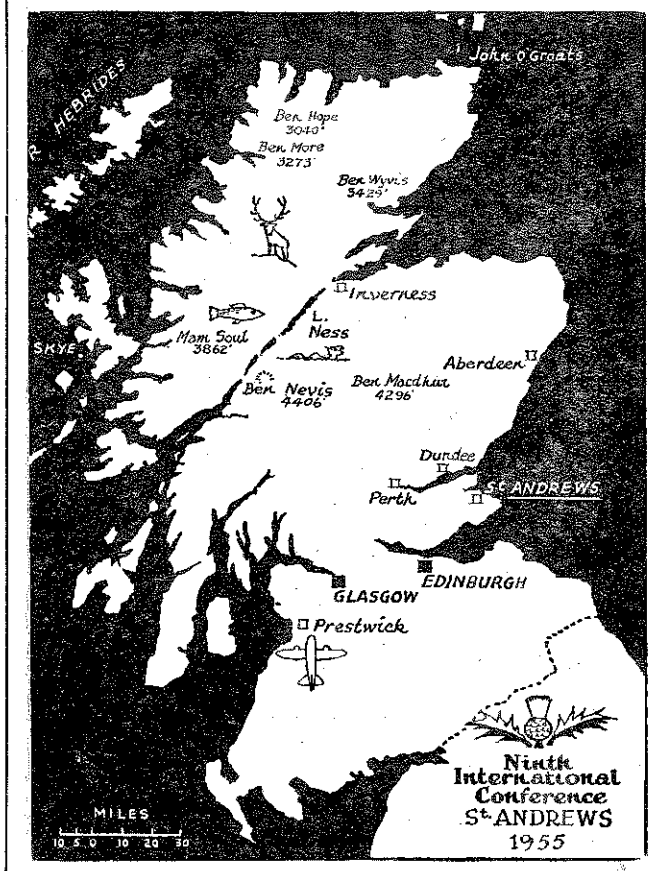 John O'Groats
R HEBRIDES
Ben Hope
3040'
Ben More
3273'
Ben Wyvis
3429'
Inverness
L.
Ness
Mam Soul
3862'
SKYE
Aberdeen
Ben Nevis
4406'
Ben Macdhui
4296'
Dundee
Perth
St ANDREWS
GLASGOW
EDINBURGH
Prestwick
Ninth
International
Conference
St. ANDREWS
1955
MILES
10 5 0 10 20 30